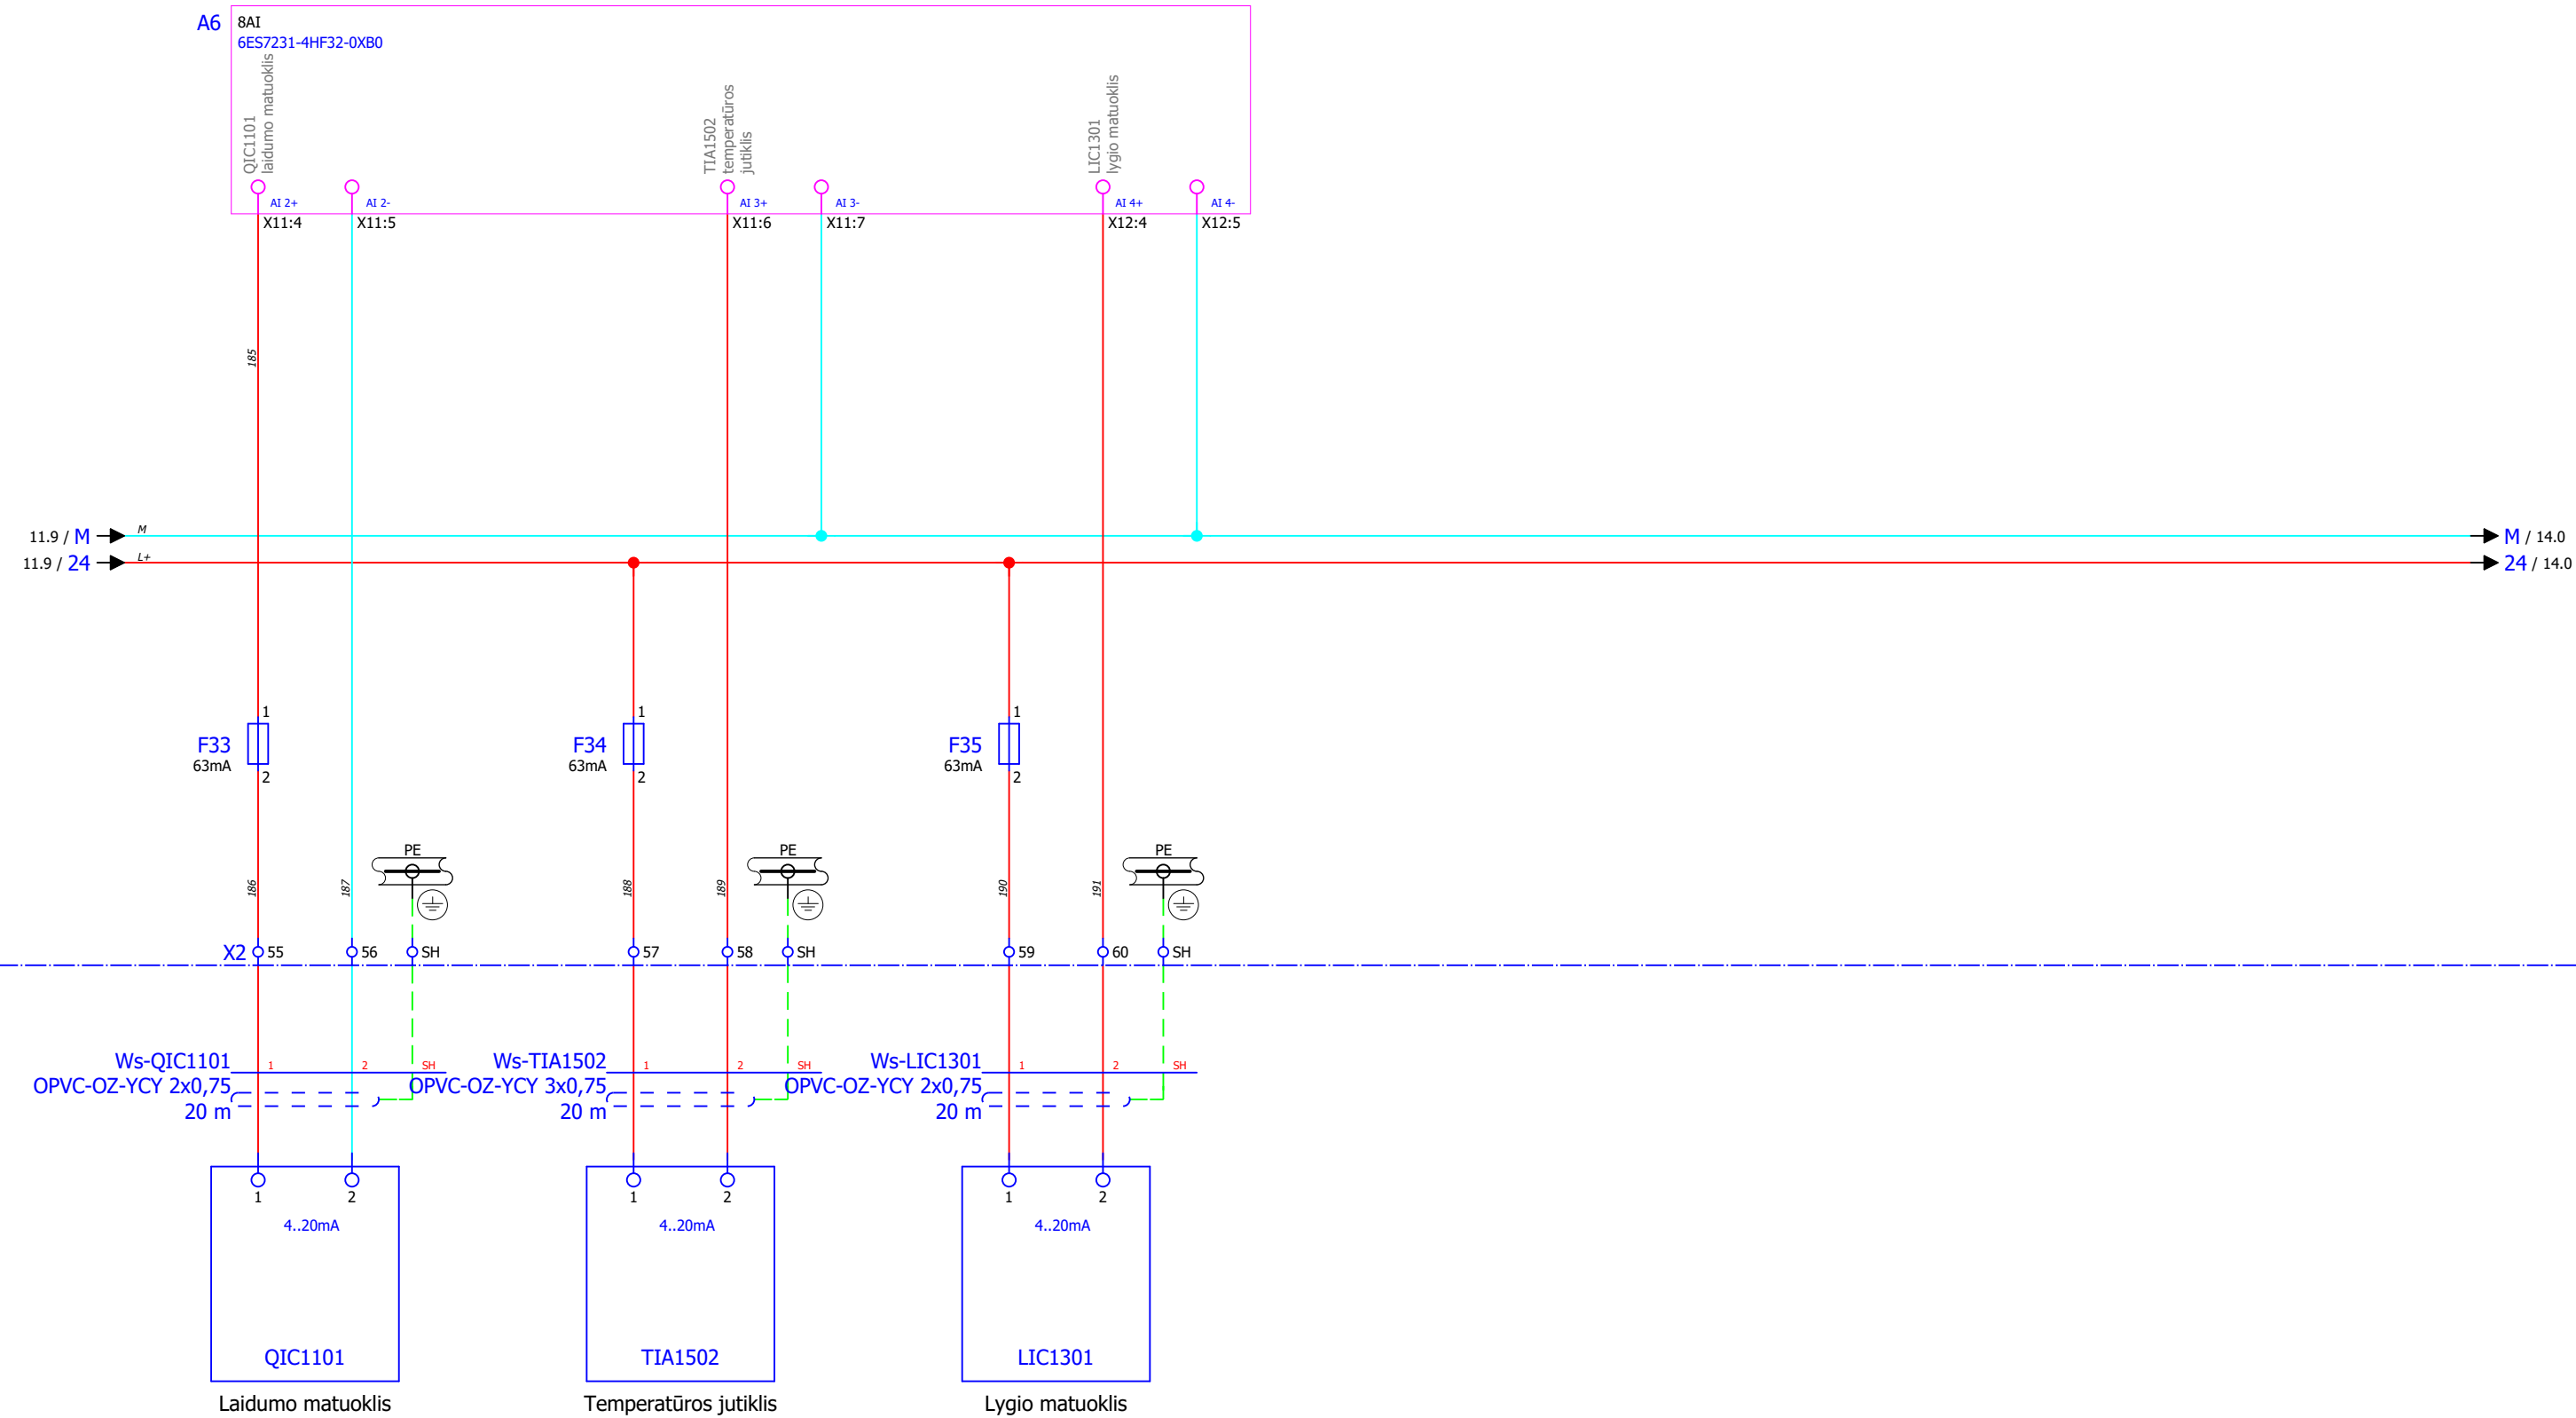 A6
8AI
6ES7231-4HF32-0XB0
QIC1101
laidumo matuoklis
TIA1502
temperatūros
jutiklis
LIC1301
lygio matuoklis
AI 2+
AI 2-
AI 3+
AI 3-
AI 4+
AI 4-
X11:4
X11:5
X11:6
X11:7
X12:4
X12:5
185
11.9 / M
M
M / 14.0
11.9 / 24
L+
24 / 14.0
1
F33
63mA
2
1
F34
63mA
2
1
F35
63mA
2
PE
PE
PE
186
187
188
189
190
191
X2
55
56
SH
57
58
SH
59
60
SH
Ws-QIC1101
OPVC-OZ-YCY 2x0,75
20 m
1
2
SH
Ws-TIA1502
OPVC-OZ-YCY 3x0,75
20 m
1
2
SH
Ws-LIC1301
OPVC-OZ-YCY 2x0,75
20 m
1
2
SH
1
2
4..20mA
QIC1101
Laidumo matuoklis
1
2
4..20mA
TIA1502
Temperatūros jutiklis
1
2
4..20mA
LIC1301
Lygio matuoklis